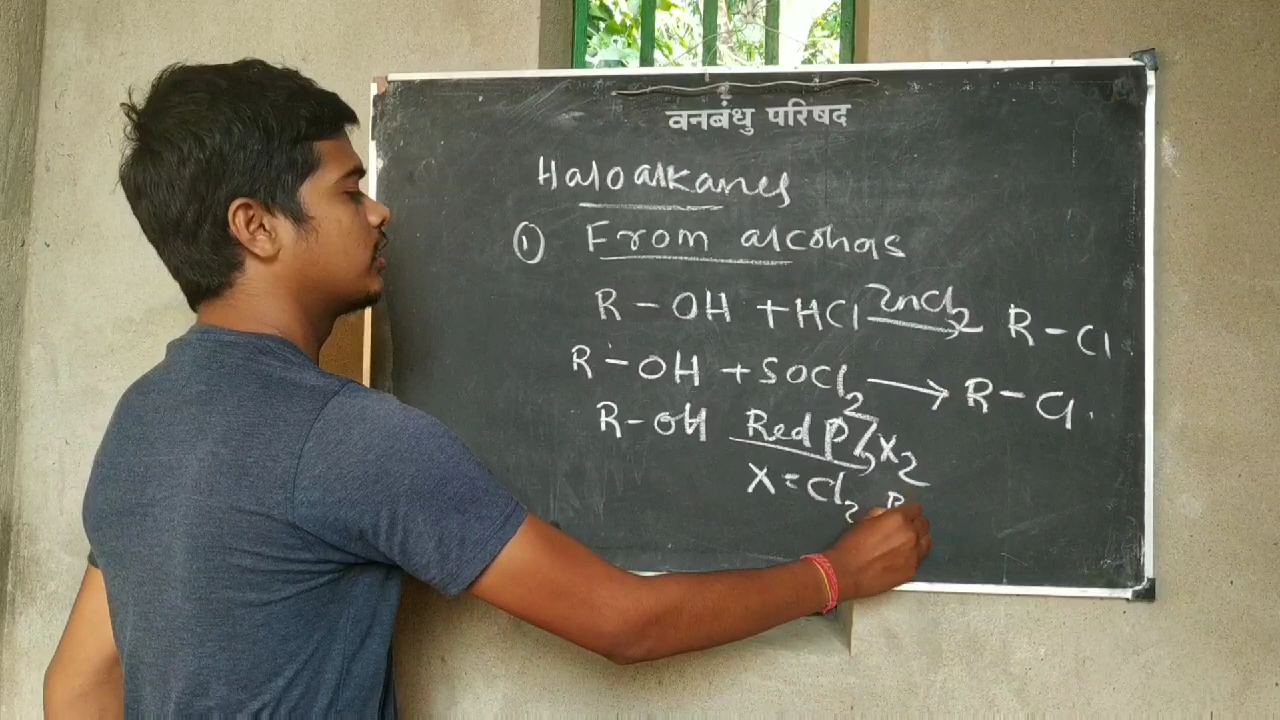 वनबंधु परिषद
Haloalkanes
① From alcohols
R-OH + HCl ZnCl2 → R-Cl.
R-OH + SOCl2 → R-Cl.
R-OH Red P, X2
X = Cl2 B